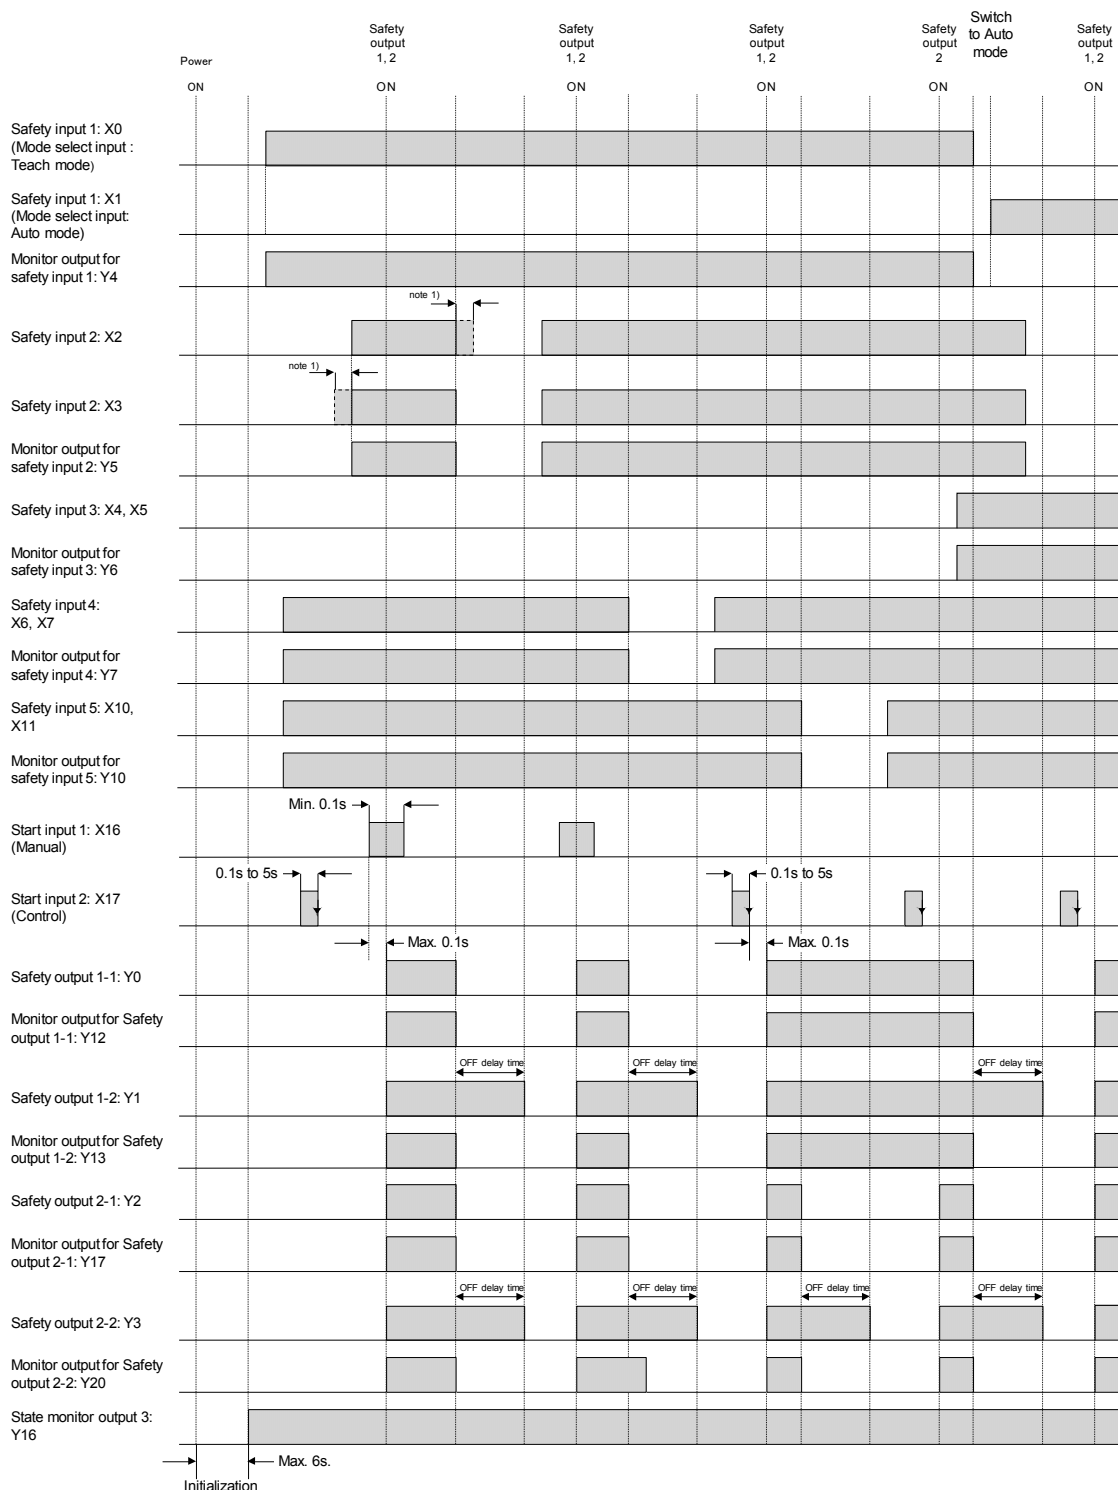 Power
ON
Safety
output
1, 2
ON
Safety
output
1, 2
ON
Safety
output
1, 2
ON
Safety
output
2
ON
Switch
to Auto
mode
Safety
output
1, 2
ON
Safety input 1: X0
(Mode select input :
Teach mode)
Safety input 1: X1
(Mode select input:
Auto mode)
Monitor output for
safety input 1: Y4
note 1)
Safety input 2: X2
note 1)
Safety input 2: X3
Monitor output for
safety input 2: Y5
Safety input 3: X4, X5
Monitor output for
safety input 3: Y6
Safety input 4:
X6, X7
Monitor output for
safety input 4: Y7
Safety input 5: X10,
X11
Monitor output for
safety input 5: Y10
Min. 0.1s
Start input 1: X16
(Manual)
0.1s to 5s
0.1s to 5s
Start input 2: X17
(Control)
Max. 0.1s
Max. 0.1s
Safety output 1-1: Y0
Monitor output for Safety
output 1-1: Y12
OFF delay time
OFF delay time
OFF delay time
Safety output 1-2: Y1
Monitor output for Safety
output 1-2: Y13
Safety output 2-1: Y2
Monitor output for Safety
output 2-1: Y17
OFF delay time
OFF delay time
OFF delay time
OFF delay time
Safety output 2-2: Y3
Monitor output for Safety
output 2-2: Y20
State monitor output 3:
Y16
Max. 6s.
Initialization